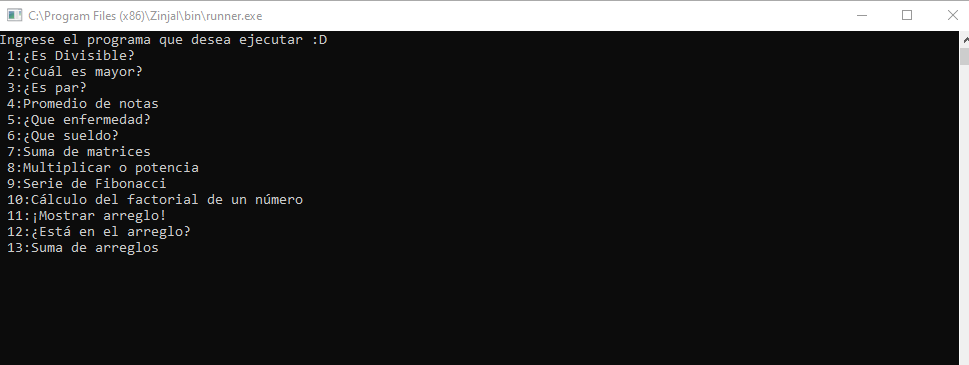 C:\Program Files (x86)\Zinjal\bin\runner.exe
Ingrese el programa que desea ejecutar :D
1:¿Es Divisible?
2:¿Cuál es mayor?
3:¿Es par?
4:Promedio de notas
5:¿Que enfermedad?
6:¿Que sueldo?
7:Suma de matrices
8:Multiplicar o potencia
9:Serie de Fibonacci
10:Cálculo del factorial de un número
11:¡Mostrar arreglo!
12:¿Está en el arreglo?
13:Suma de arreglos